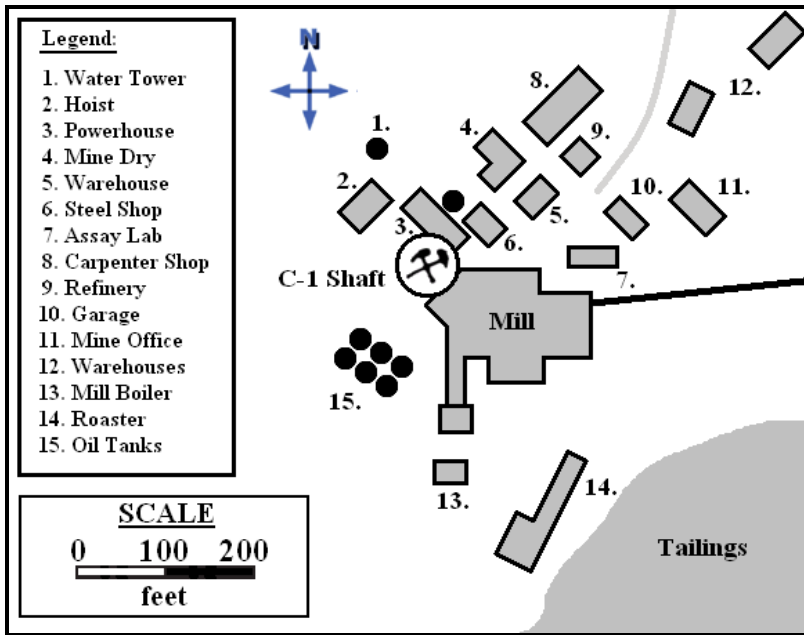 Legend:
1. Water Tower
2. Hoist
3. Powerhouse
4. Mine Dry
5. Warehouse
6. Steel Shop
7. Assay Lab
8. Carpenter Shop
9. Refinery
10. Garage
11. Mine Office
12. Warehouses
13. Mill Boiler
14. Roaster
15. Oil Tanks
SCALE
0 100 200
feet
N
1.
2.
3.
4.
5.
6.
7.
8.
9.
10.
11.
12.
C-1 Shaft
Mill
15.
13.
14.
Tailings